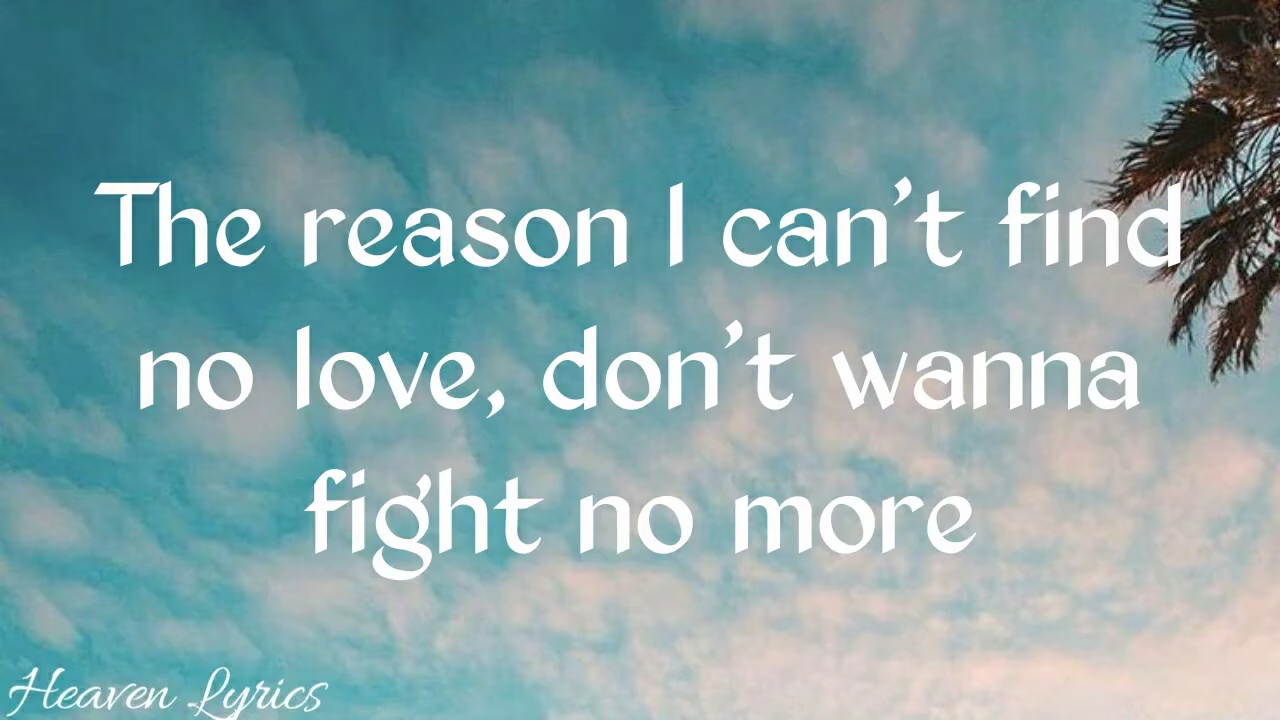 The reason I can't find
no love, don't wanna
fight no more
Heaven Lyrics